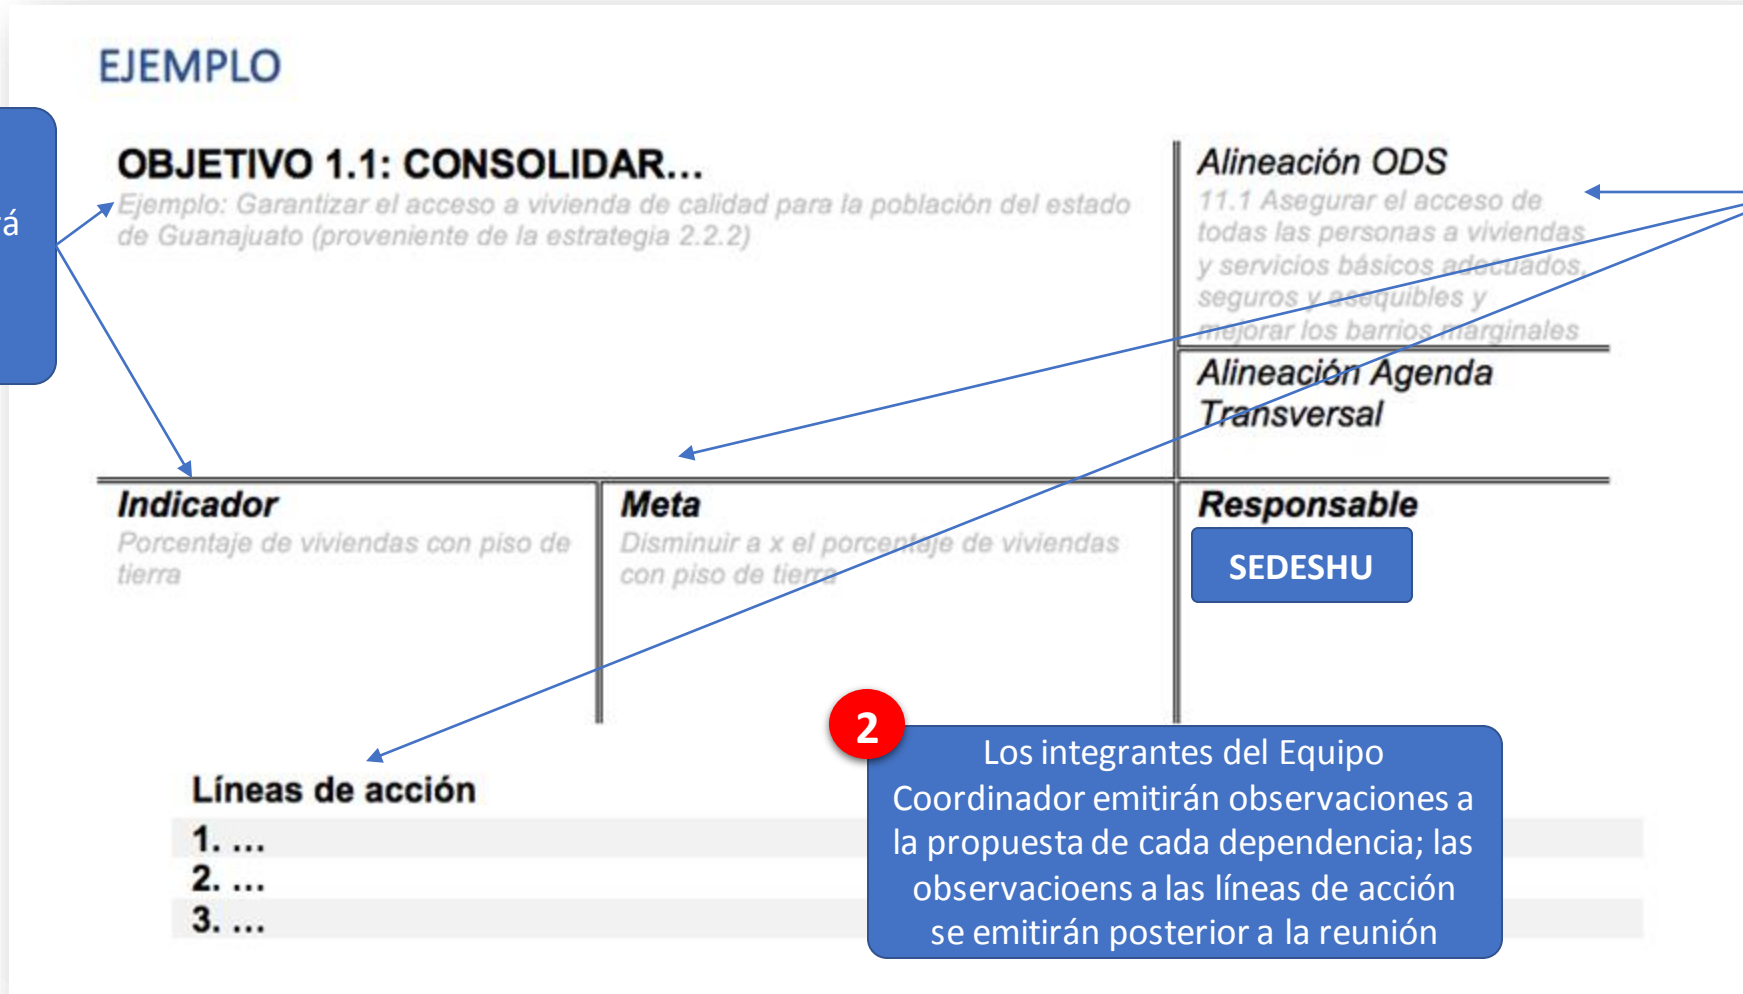 EJEMPLO
á
OBJETIVO 1.1: CONSOLIDAR...
Ejemplo: Garantizar el acceso a vivienda de calidad para la población del estado
de Guanajuato (proveniente de la estrategia 2.2.2)
Alineación ODS
11.1 Asegurar el acceso de
todas las personas a viviendas
y servicios básicos adecuados,
seguros y asequibles y
mejorar los barrios marginales
Alineación Agenda
Transversal
Indicador
Porcentaje de viviendas con piso de
tierra
Meta
Disminuir a x el porcentaje de viviendas
con piso de tierra
Responsable
SEDESHU
Líneas de acción
1. ...
2. ...
3. ...
2
Los integrantes del Equipo
Coordinador emitirán observaciones a
la propuesta de cada dependencia; las
observacioens a las líneas de acción
se emitirán posterior a la reunión